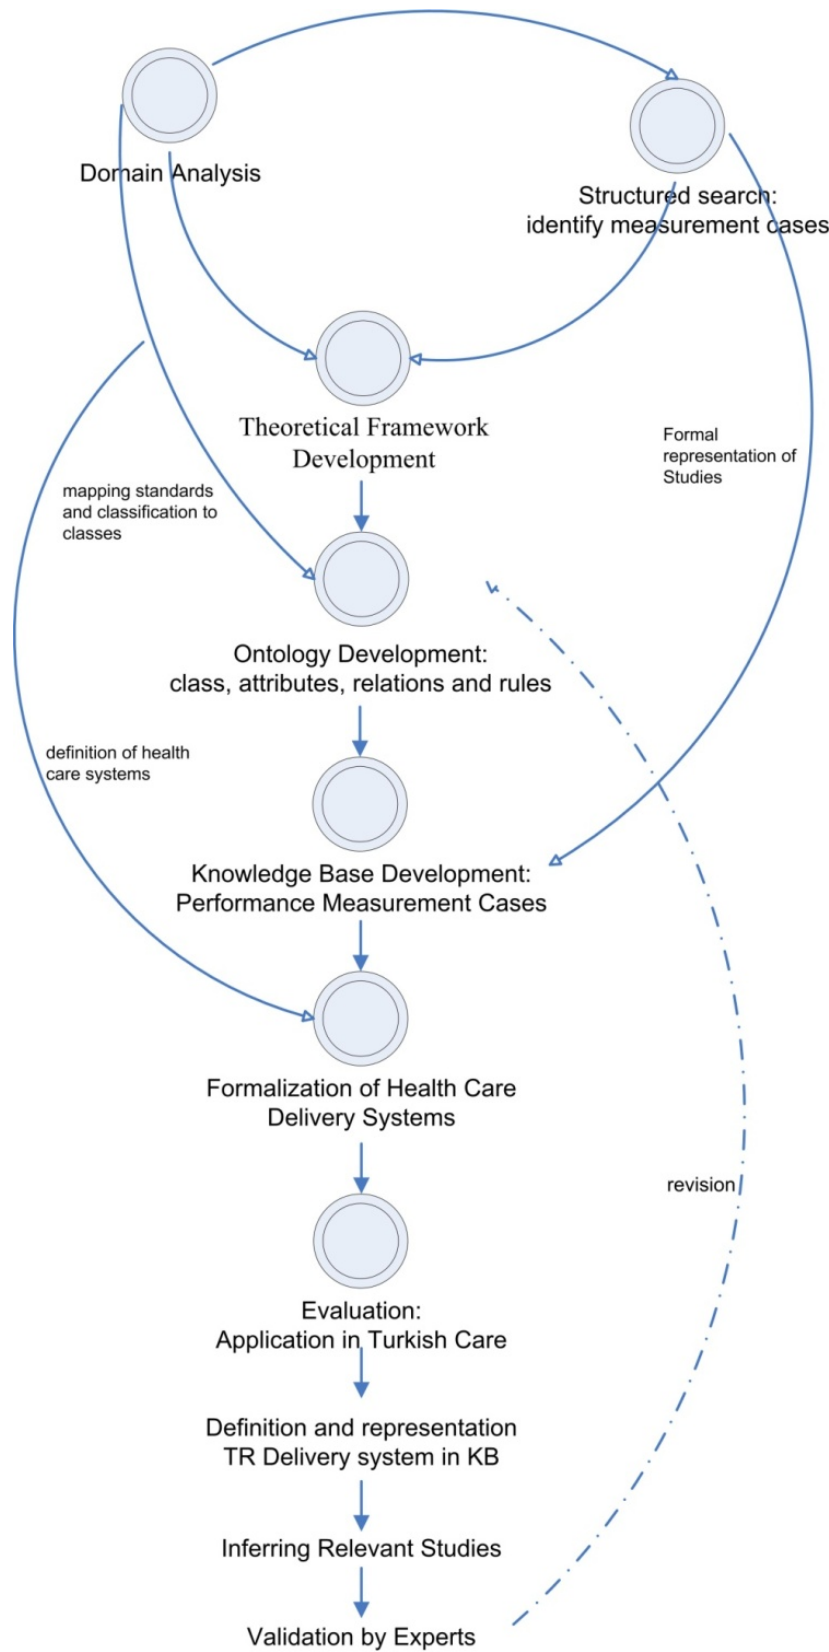 Domain Analysis
Structured search:
identify measurement cases
Theoretical Framework
Development
Formal
representation of
Studies
mapping standards
and classification to
classes
Ontology Development:
class, attributes, relations and rules
definition of health
care systems
Knowledge Base Development:
Performance Measurement Cases
Formalization of Health Care
Delivery Systems
revision
Evaluation:
Application in Turkish Care
Definition and representation
TR Delivery system in KB
Inferring Relevant Studies
Validation by Experts